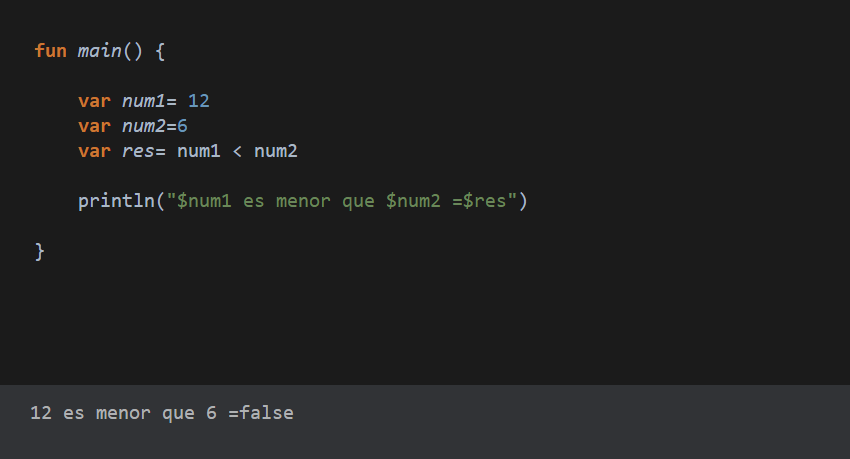 fun main() {
var num1= 12
var num2=6
var res= num1 < num2
println("$num1 es menor que $num2 =$res")
}
12 es menor que 6 =false